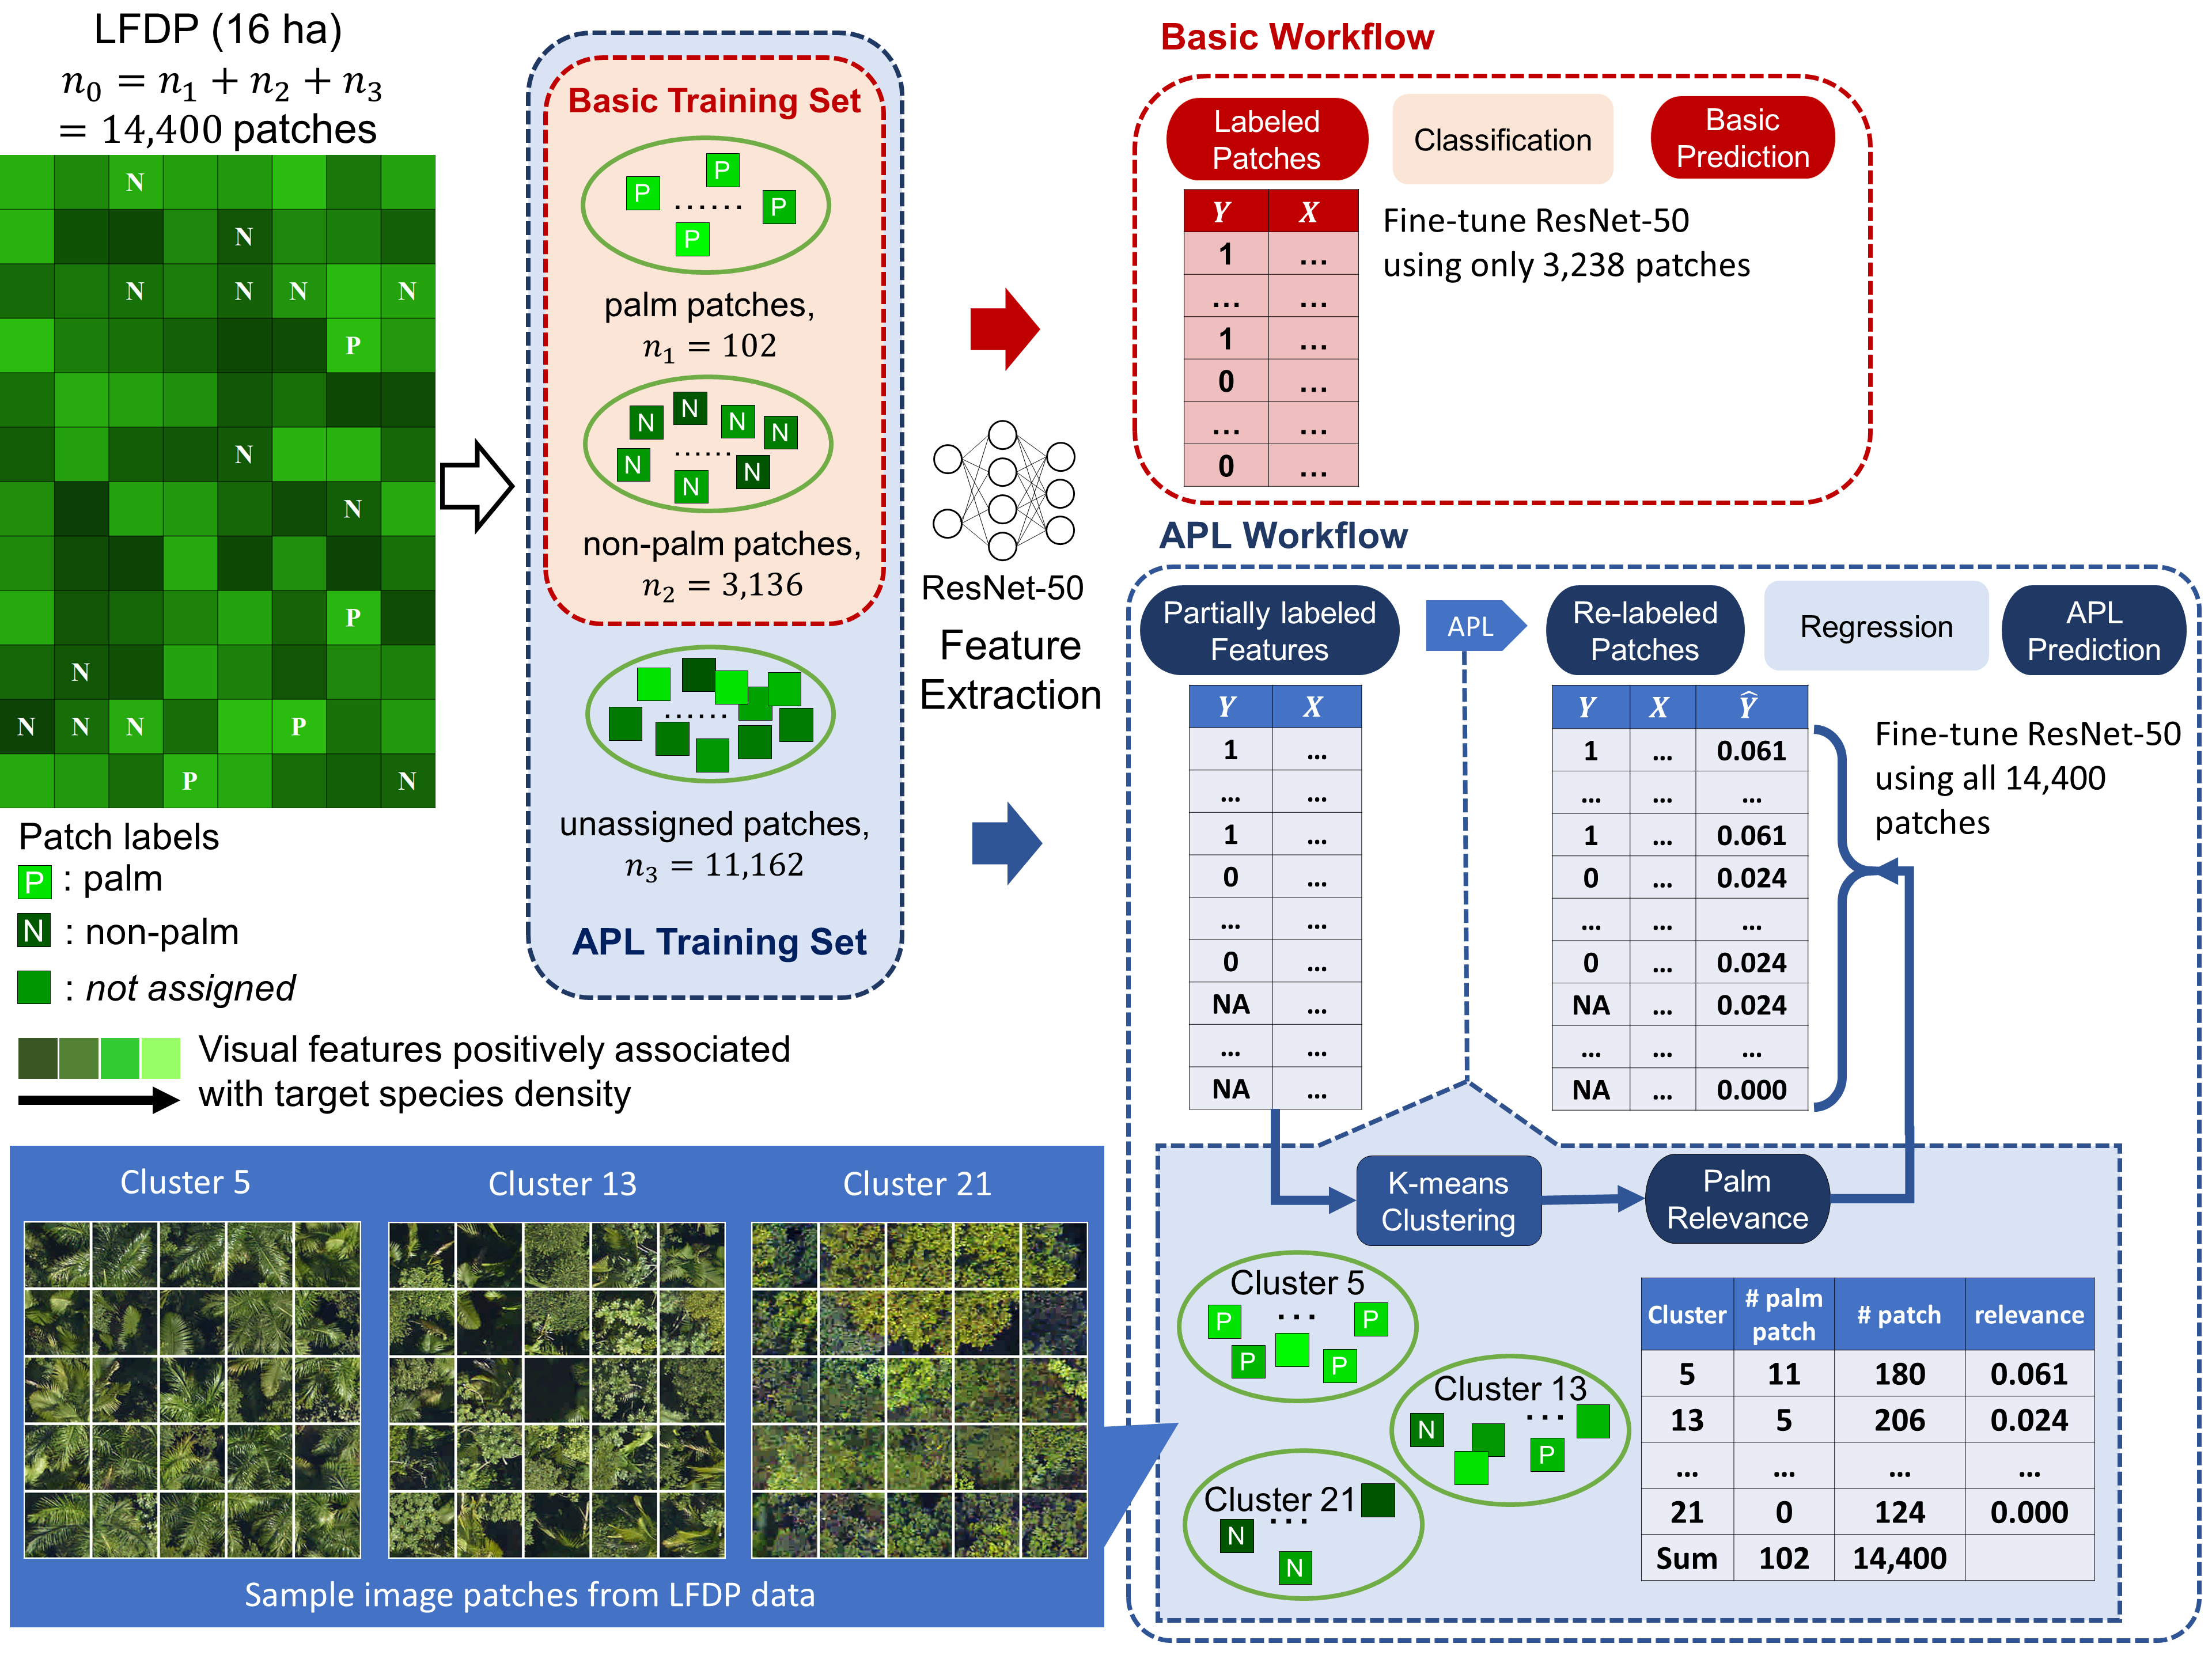 LFDP (16 ha)
n₀ = n₁ + n₂ + n₃
= 14,400 patches
N
N
N N N N
P
N
N
P
N
N N N P
P N
Patch labels
P : palm
N : non-palm
: not assigned
Visual features positively associated
with target species density
Basic Training Set
P
P ...... P
P
palm patches,
n₁ = 102
N N N N
N ...... N
N
non-palm patches,
n₂ = 3,136
......
unassigned patches,
n₃ = 11,162
APL Training Set
ResNet-50
Feature
Extraction
Basic Workflow
Labeled
Patches
Classification
Basic
Prediction
Y X
1 ...
... ...
1 ...
0 ...
... ...
0 ...
Fine-tune ResNet-50
using only 3,238 patches
APL Workflow
Partially labeled
Features
APL
Re-labeled
Patches
Regression
APL
Prediction
Y X
1 ...
... ...
1 ...
0 ...
... ...
0 ...
NA ...
... ...
NA ...
Y X Ŷ
1 ... 0.061
... ... ...
1 ... 0.061
0 ... 0.024
... ... ...
0 ... 0.024
NA ... 0.024
... ... ...
NA ... 0.000
Fine-tune ResNet-50
using all 14,400
patches
K-means
Clustering
Palm
Relevance
Cluster 5
P ... P
P P
Cluster 13
N ... P
Cluster 21
N ...
N
Cluster # palm patch # patch relevance
5 11 180 0.061
13 5 206 0.024
... ... ... ...
21 0 124 0.000
Sum 102 14,400
Cluster 5
Cluster 13
Cluster 21
Sample image patches from LFDP data